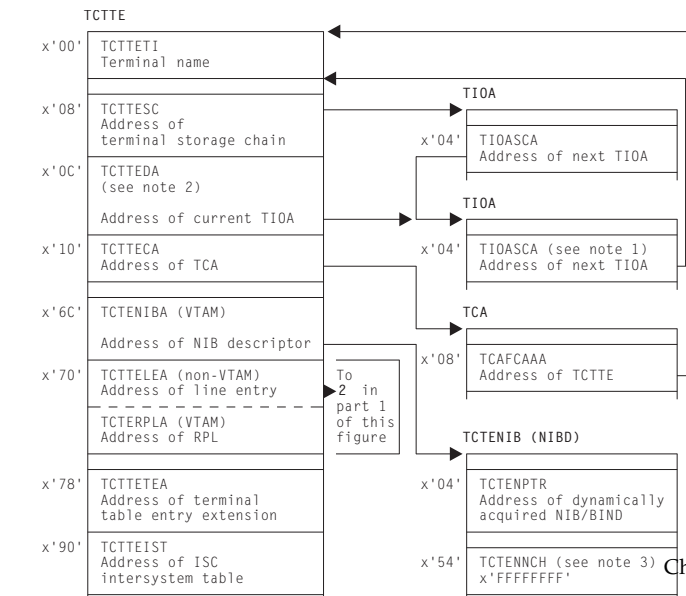 TCTTE
x'00' TCTTETI
Terminal name
x'08' TCTTESC
Address of
terminal storage chain
x'0C' TCTTEDA
(see note 2)
Address of current TIOA
x'10' TCTTECA
Address of TCA
x'6C' TCTENIBA (VTAM)
Address of NIB descriptor
x'70' TCTTELEA (non-VTAM)
Address of line entry
TCTERPLA (VTAM)
Address of RPL
x'78' TCTTETEA
Address of terminal
table entry extension
x'90' TCTTEIST
Address of ISC
intersystem table
To
2 in
part 1
of this
figure
TIOA
x'04' TIOASCA
Address of next TIOA
TIOA
x'04' TIOASCA (see note 1)
Address of next TIOA
TCA
x'08' TCAFCAAA
Address of TCTTE
TCTENIB (NIBD)
x'04' TCTENPTR
Address of dynamically
acquired NIB/BIND
x'54' TCTENNCH (see note 3)
x'FFFFFFFF'
Ch